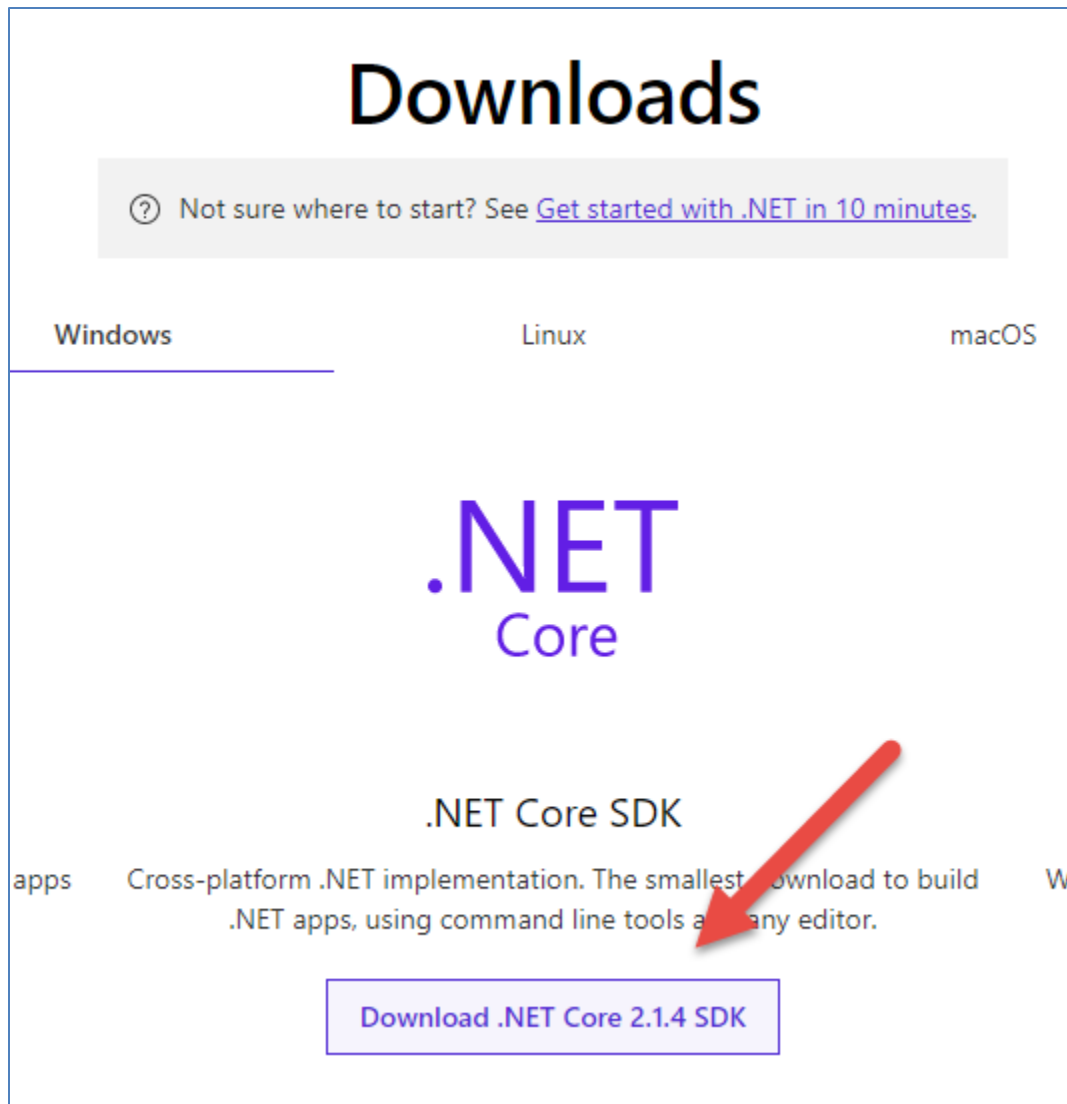 Downloads
Not sure where to start? See Get started with .NET in 10 minutes.
Windows Linux macOS
.NET
Core
.NET Core SDK
apps Cross-platform .NET implementation. The smallest download to build W
.NET apps, using command line tools any editor.
Download .NET Core 2.1.4 SDK